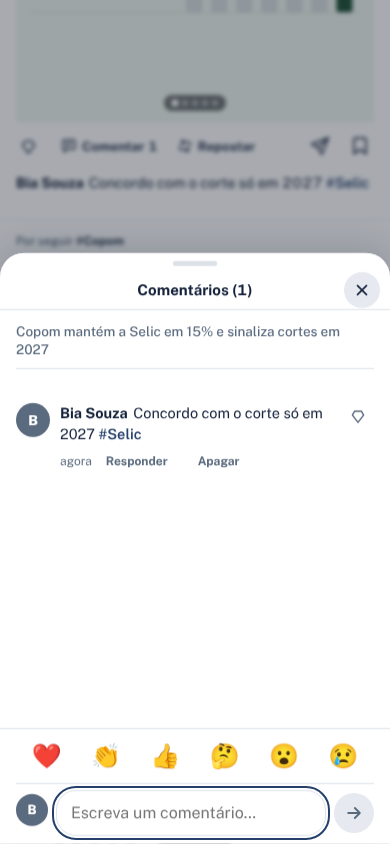 Comentar 1
Repostar
Bia Souza Concordo com o corte só em 2027 #Selic
Por seguir #Copom
Comentários (1)
Copom mantém a Selic em 15% e sinaliza cortes em
2027
B
Bia Souza Concordo com o corte só em
2027 #Selic
agora Responder Apagar
B
Escreva um comentário...